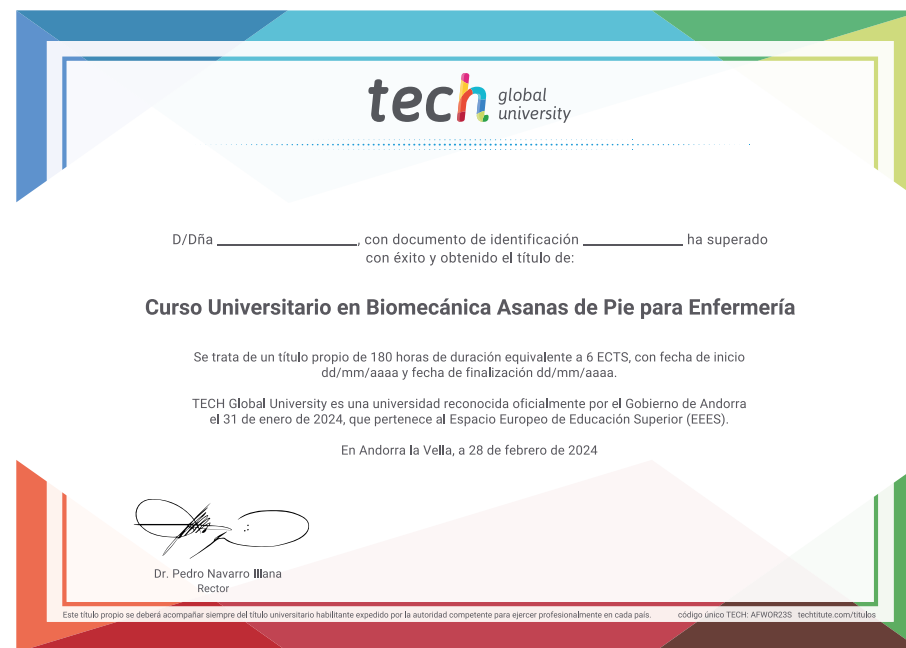 tech global university
D/Dña ______________, con documento de identificación __________ ha superado
con éxito y obtenido el título de:
Curso Universitario en Biomecánica Asanas de Pie para Enfermería
Se trata de un título propio de 180 horas de duración equivalente a 6 ECTS, con fecha de inicio
dd/mm/aaaa y fecha de finalización dd/mm/aaaa.
TECH Global University es una universidad reconocida oficialmente por el Gobierno de Andorra
el 31 de enero de 2024, que pertenece al Espacio Europeo de Educación Superior (EEES).
En Andorra la Vella, a 28 de febrero de 2024
Dr. Pedro Navarro Illana
Rector
Este título propio se deberá acompañar siempre del título universitario habilitante expedido por la autoridad competente para ejercer profesionalmente en cada país. código único TECH: AFWOR23S techtitute.com/titulos